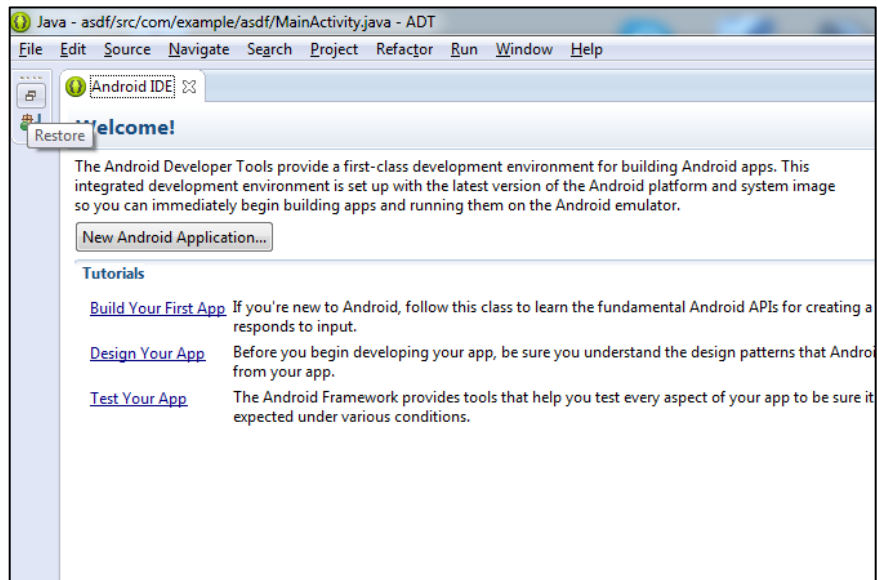 Java - asdf/src/com/example/asdf/MainActivity.java - ADT
File Edit Source Navigate Search Project Refactor Run Window Help
Android IDE
Restore
Welcome!
The Android Developer Tools provide a first-class development environment for building Android apps. This
integrated development environment is set up with the latest version of the Android platform and system image
so you can immediately begin building apps and running them on the Android emulator.
New Android Application...
Tutorials
Build Your First App If you're new to Android, follow this class to learn the fundamental Android APIs for creating a
responds to input.
Design Your App Before you begin developing your app, be sure you understand the design patterns that Androi
from your app.
Test Your App The Android Framework provides tools that help you test every aspect of your app to be sure it
expected under various conditions.